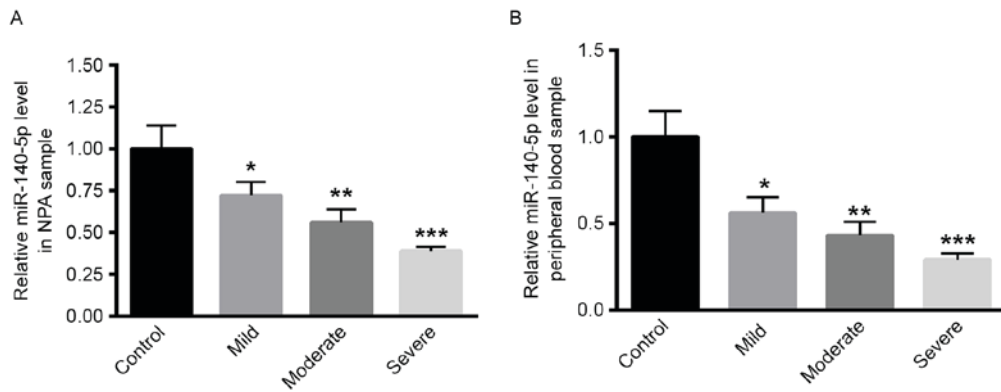 A
Relative miR-140-5p level
in NPA sample
1.50
1.25
1.00
0.75
0.50
0.25
0.00
*
**
***
Control
Mild
Moderate
Severe
B
Relative miR-140-5p level in
peripheral blood sample
1.5
1.0
0.5
0.0
*
**
***
Control
Mild
Moderate
Severe